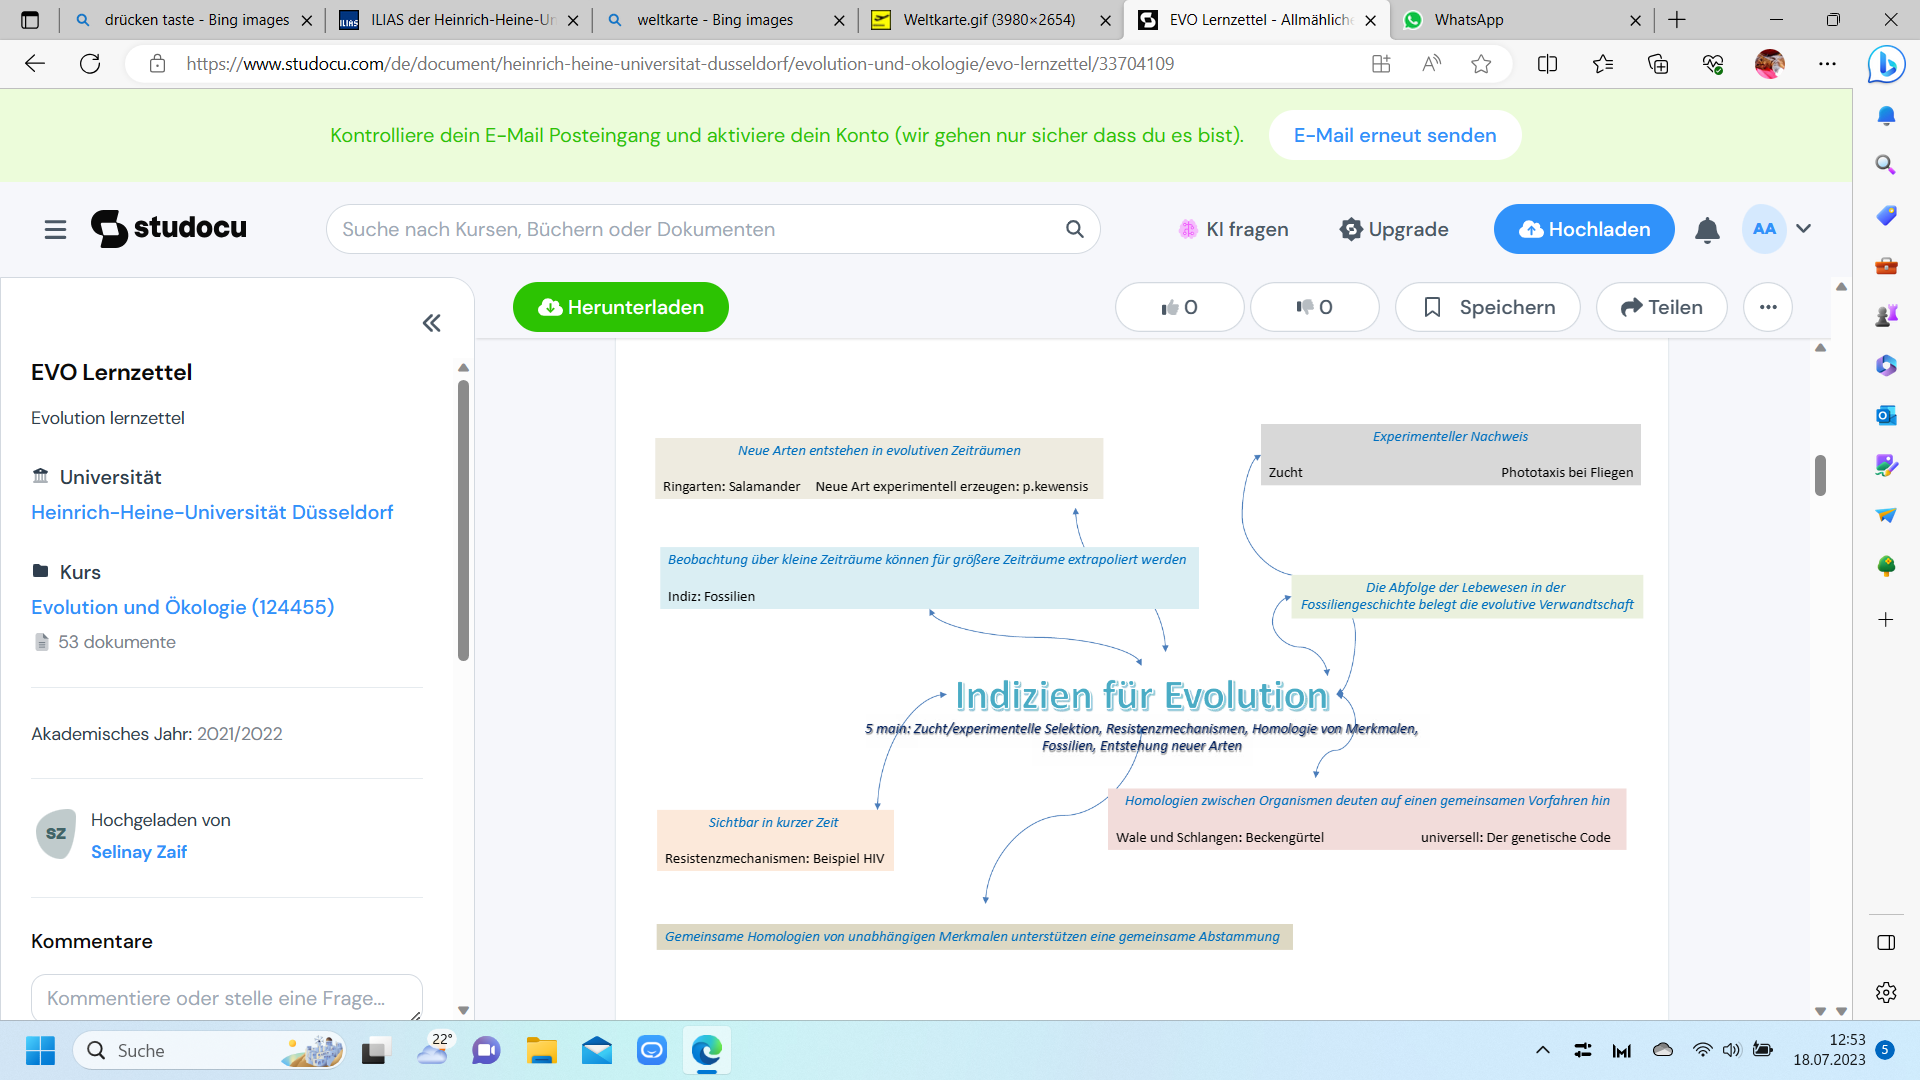 drücken taste - Bing images
ILIAS der Heinrich-Heine-Un
weltkarte - Bing images
Weltkarte.gif (3980×2654)
EVO Lernzettel - Allmähliche
WhatsApp
https://www.studocu.com/de/document/heinrich-heine-universitat-dusseldorf/evolution-und-okologie/evo-lernzettel/33704109
Kontrolliere dein E-Mail Posteingang und aktiviere dein Konto (wir gehen nur sicher dass du es bist).
E-Mail erneut senden
studocu
Suche nach Kursen, Büchern oder Dokumenten
KI fragen
Upgrade
Hochladen
AA
Herunterladen
0
0
Speichern
Teilen
EVO Lernzettel
Evolution lernzettel
Universität
Heinrich-Heine-Universität Düsseldorf
Kurs
Evolution und Ökologie (124455)
53 dokumente
Akademisches Jahr: 2021/2022
SZ
Hochgeladen von
Selinay Zaif
Kommentare
Kommentiere oder stelle eine Frage...
Neue Arten entstehen in evolutiven Zeiträumen
Ringarten: Salamander Neue Art experimentell erzeugen: p.kewensis
Experimenteller Nachweis
Zucht Phototaxis bei Fliegen
Beobachtung über kleine Zeiträume können für größere Zeiträume extrapoliert werden
Indiz: Fossilien
Die Abfolge der Lebewesen in der
Fossiliengeschichte belegt die evolutive Verwandtschaft
Indizien für Evolution
5 main: Zucht/experimentelle Selektion, Resistenzmechanismen, Homologie von Merkmalen,
Fossilien, Entstehung neuer Arten
Homologien zwischen Organismen deuten auf einen gemeinsamen Vorfahren hin
Wale und Schlangen: Beckengürtel universell: Der genetische Code
Sichtbar in kurzer Zeit
Resistenzmechanismen: Beispiel HIV
Gemeinsame Homologien von unabhängigen Merkmalen unterstützen eine gemeinsame Abstammung
Suche
22°
12:53
18.07.2023
5